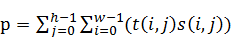 p = ∑_{j=0}^{h-1} ∑_{i=0}^{w-1} (t(i,j)s(i,j))